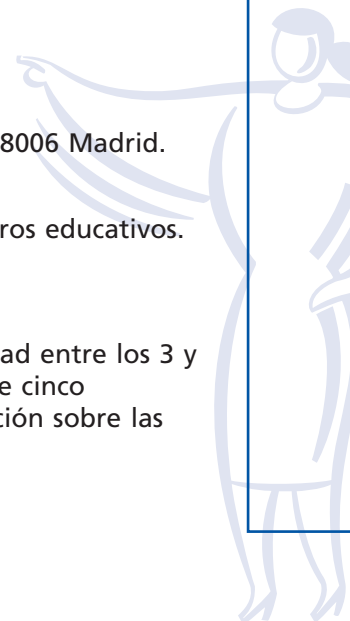 8006 Madrid.
ros educativos.
ad entre los 3 y
e cinco
ción sobre las